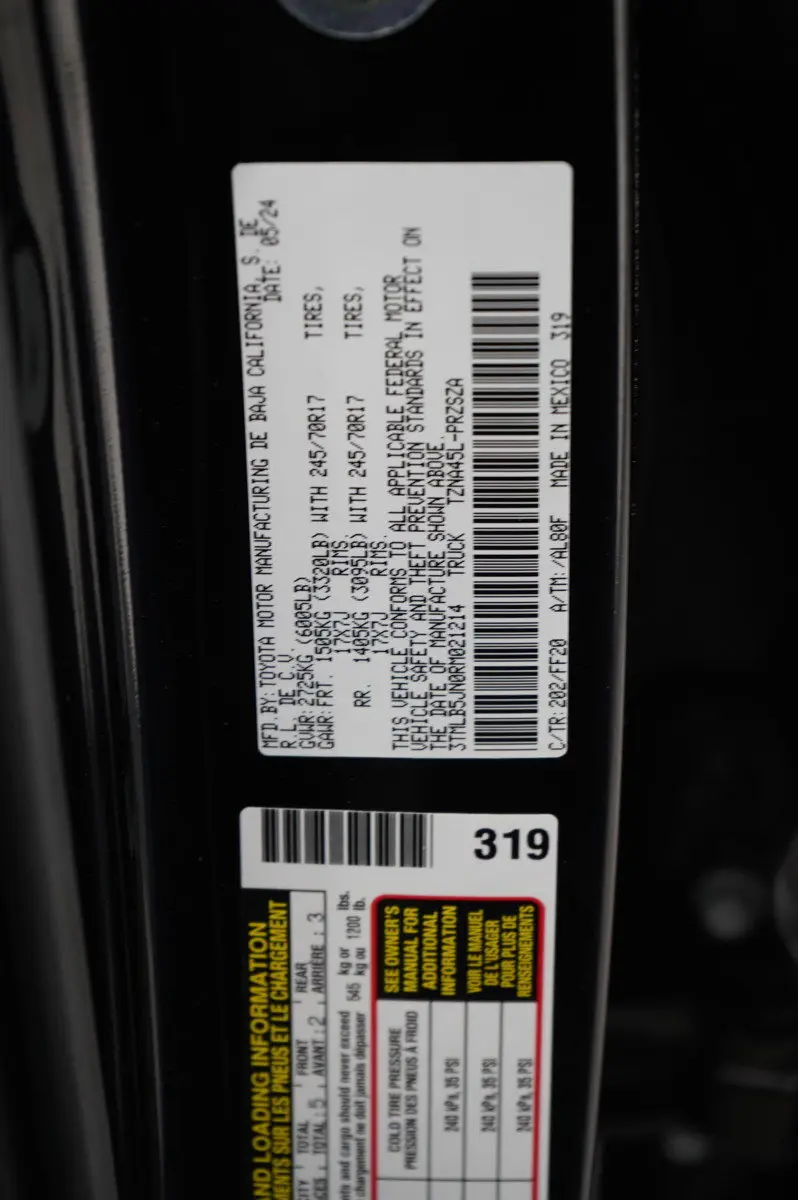 MFD.BY: TOYOTA MOTOR MANUFACTURING DE BAJA CALIFORNIA, S. DE
R.L. DE C.V. DATE: 05/24
GVWR: 2725KG (6005LB)
GAWR: FRT. 1505KG (3320LB) WITH 245/70R17 TIRES,
17X7J RIMS.
RR. 1405KG (3095LB) WITH 245/70R17 TIRES,
17X7J RIMS.
THIS VEHICLE CONFORMS TO ALL APPLICABLE FEDERAL MOTOR
VEHICLE SAFETY AND THEFT PREVENTION STANDARDS IN EFFECT ON
THE DATE OF MANUFACTURE SHOWN ABOVE.
3TMLB5JN0RM021214 TRUCK TZNA45L-PRZSZA
C/TR: 202/FF20 A/TM: /AL80F MADE IN MEXICO 319
319
AND LOADING INFORMATION
MENTS SUR LES PNEUS ET LE CHARGEMENT
TOTAL FRONT REAR
TOTAL : 5 AVANT : 2 ARRIÈRE : 3
and cargo should never exceed 545 kg or 1200 lbs.
chargement ne doit jamais dépasser kg ou lb.
COLD TIRE PRESSURE
PRESSION DES PNEUS À FROID
240 kPa, 35 PSI
240 kPa, 35 PSI
240 kPa, 35 PSI
SEE OWNER'S
MANUAL FOR
ADDITIONAL
INFORMATION
VOIR LE MANUEL
DE L'USAGER
POUR PLUS DE
RENSEIGNEMENTS